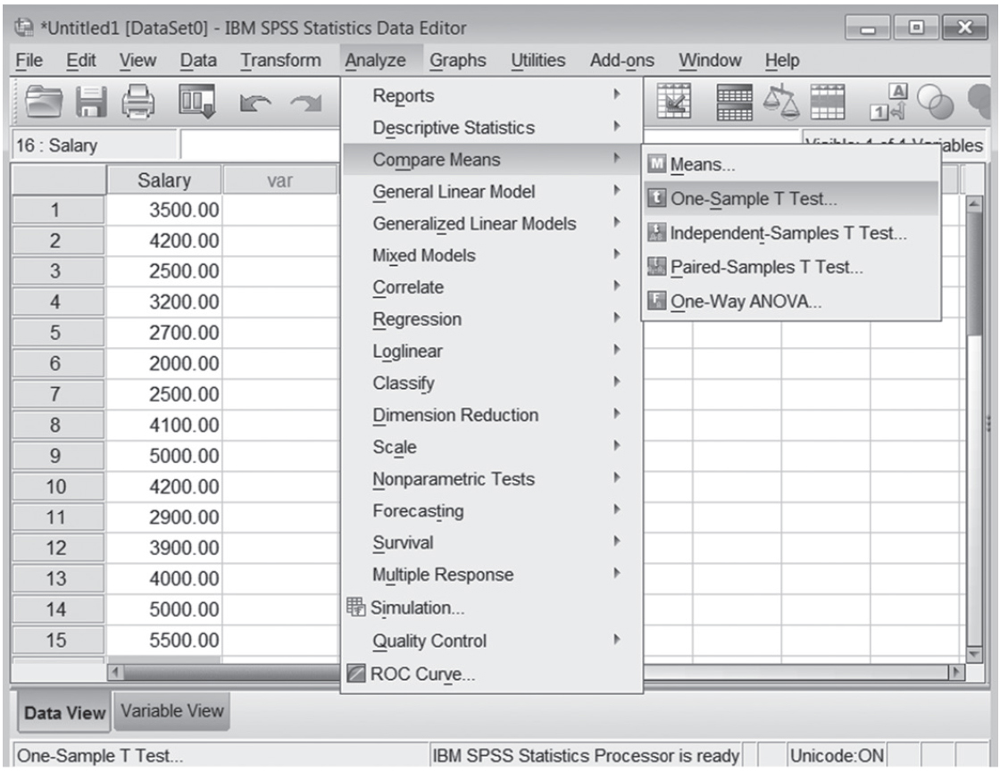 *Untitled1 [DataSet0] - IBM SPSS Statistics Data Editor
File Edit View Data Transform Analyze Graphs Utilities Add-ons Window Help
16 : Salary
Visible: 1 of 1 Variables
Salary var
1 3500.00
2 4200.00
3 2500.00
4 3200.00
5 2700.00
6 2000.00
7 2500.00
8 4100.00
9 5000.00
10 4200.00
11 2900.00
12 3900.00
13 4000.00
14 5000.00
15 5500.00
Reports
Descriptive Statistics
Compare Means
General Linear Model
Generalized Linear Models
Mixed Models
Correlate
Regression
Loglinear
Classify
Dimension Reduction
Scale
Nonparametric Tests
Forecasting
Survival
Multiple Response
Simulation...
Quality Control
ROC Curve...
M Means...
t One-Sample T Test...
Independent-Samples T Test...
Paired-Samples T Test...
F One-Way ANOVA...
A
1
Data View Variable View
One-Sample T Test... IBM SPSS Statistics Processor is ready Unicode:ON